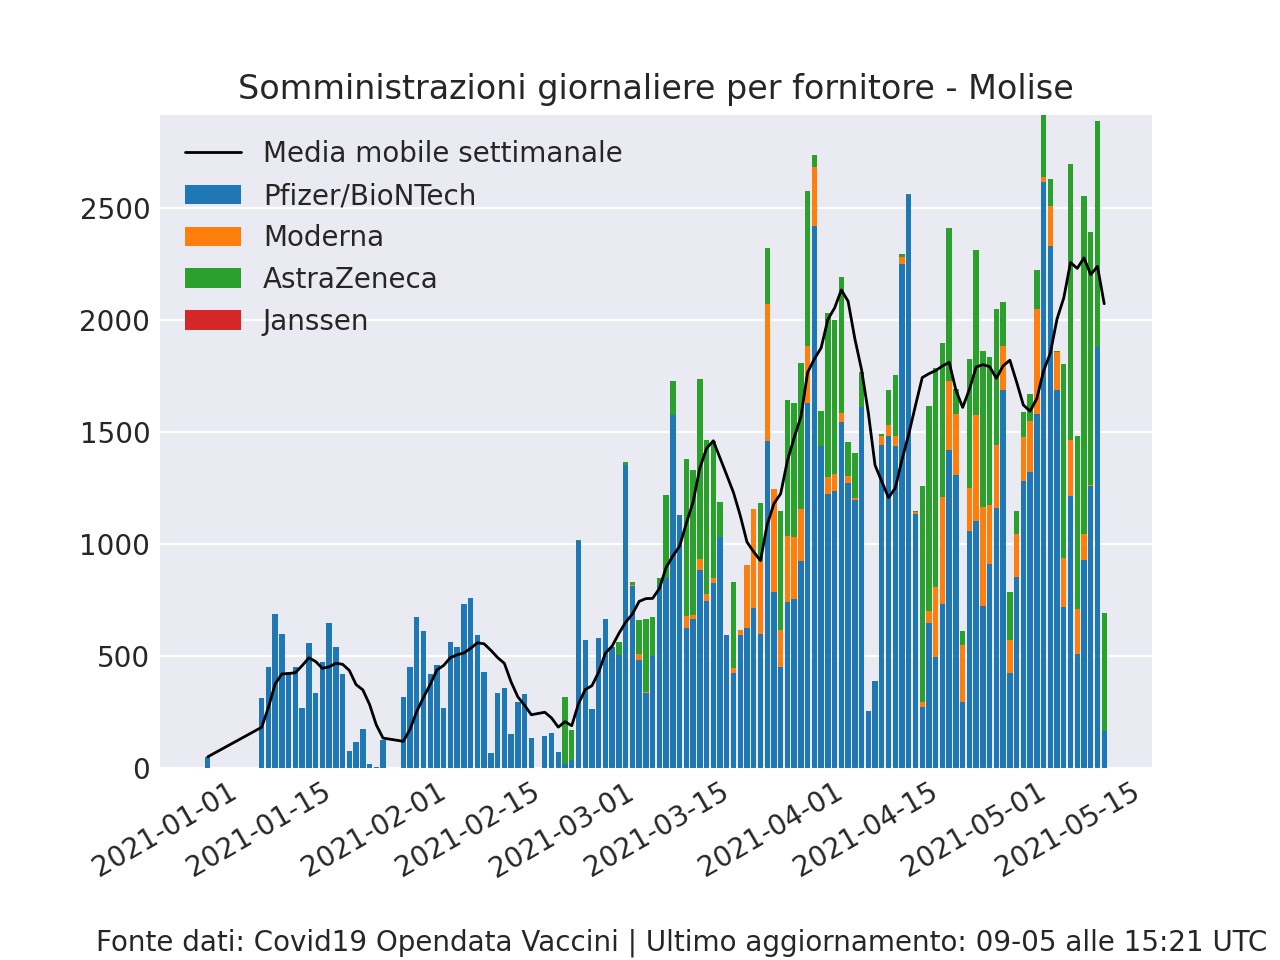 Somministrazioni giornaliere per fornitore - Molise
Media mobile settimanale
Pfizer/BioNTech
Moderna
AstraZeneca
Janssen
2500
2000
1500
1000
500
0
2021-01-01
2021-01-15
2021-02-01
2021-02-15
2021-03-01
2021-03-15
2021-04-01
2021-04-15
2021-05-01
2021-05-15
Fonte dati: Covid19 Opendata Vaccini | Ultimo aggiornamento: 09-05 alle 15:21 UTC